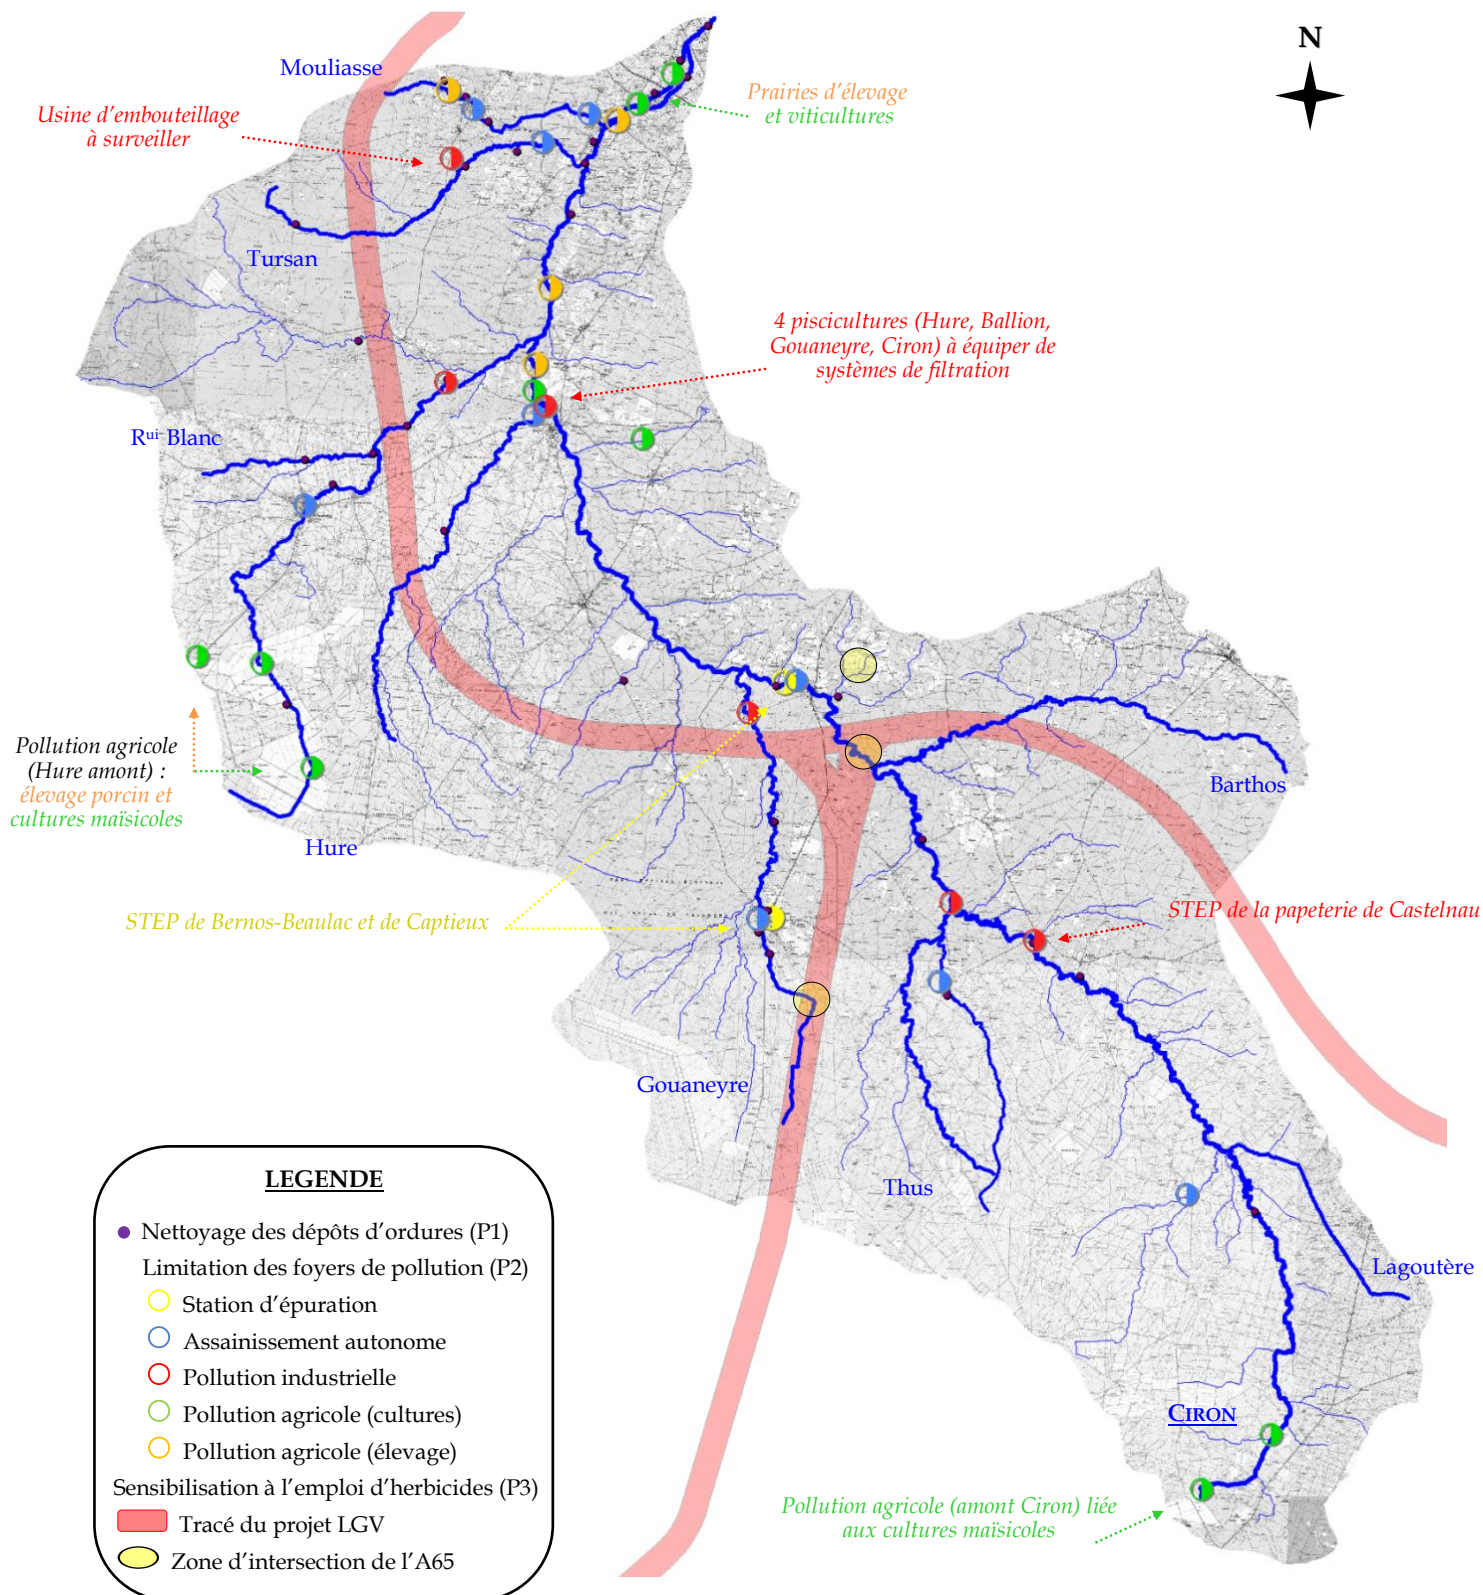 N
Mouliasse
Usine d'embouteillage
à surveiller
Prairies d'élevage
et viticultures
Tursan
4 piscicultures (Hure, Ballion,
Gouaneyre, Ciron) à équiper de
systèmes de filtration
Rui Blanc
Pollution agricole
(Hure amont) :
élevage porcin et
cultures maïsicoles
Hure
Barthos
STEP de Bernos-Beaulac et de Captieux
STEP de la papeterie de Castelnau
Gouaneyre
Thus
Lagoutère
CIRON
Pollution agricole (amont Ciron) liée
aux cultures maïsicoles
LEGENDE
Nettoyage des dépôts d'ordures (P1)
Limitation des foyers de pollution (P2)
Station d'épuration
Assainissement autonome
Pollution industrielle
Pollution agricole (cultures)
Pollution agricole (élevage)
Sensibilisation à l'emploi d'herbicides (P3)
Tracé du projet LGV
Zone d'intersection de l'A65